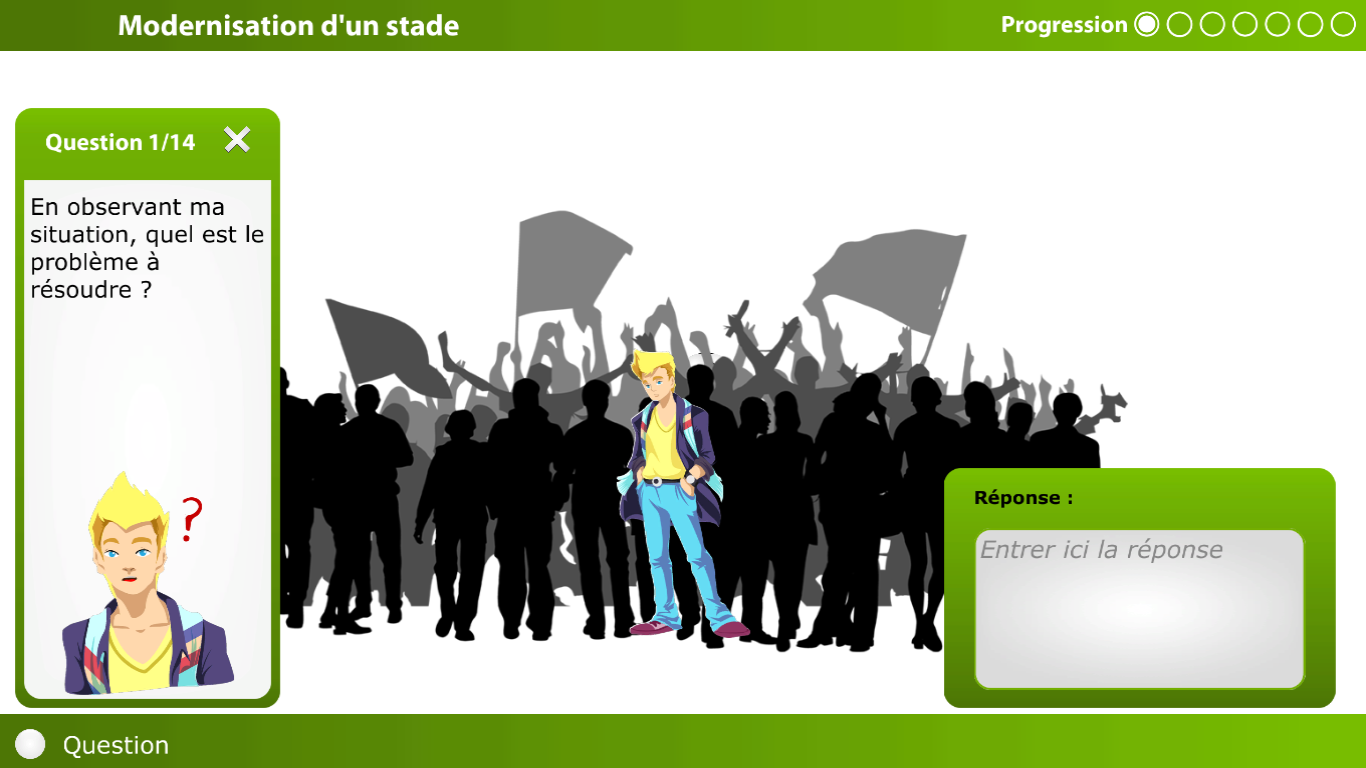 Modernisation d'un stade
Progression
Question 1/14
En observant ma
situation, quel est le
problème à
résoudre ?
?
Réponse :
Entrer ici la réponse
Question